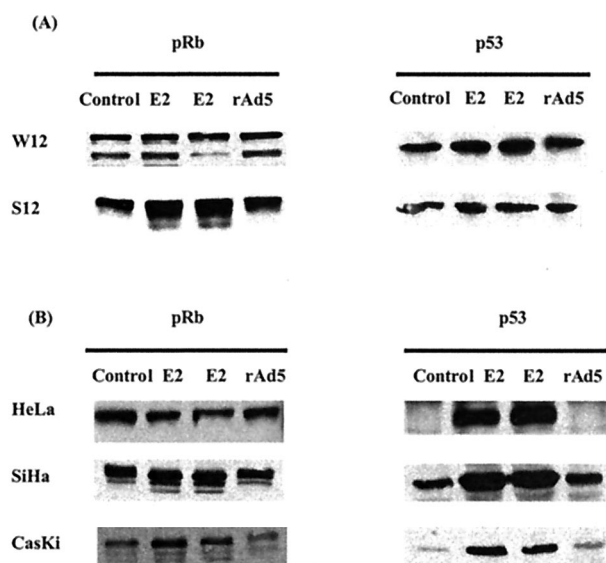 (A)
pRb p53
Control E2 E2 rAd5 Control E2 E2 rAd5
W12
S12
(B)
pRb p53
Control E2 E2 rAd5 Control E2 E2 rAd5
HeLa
SiHa
CasKi